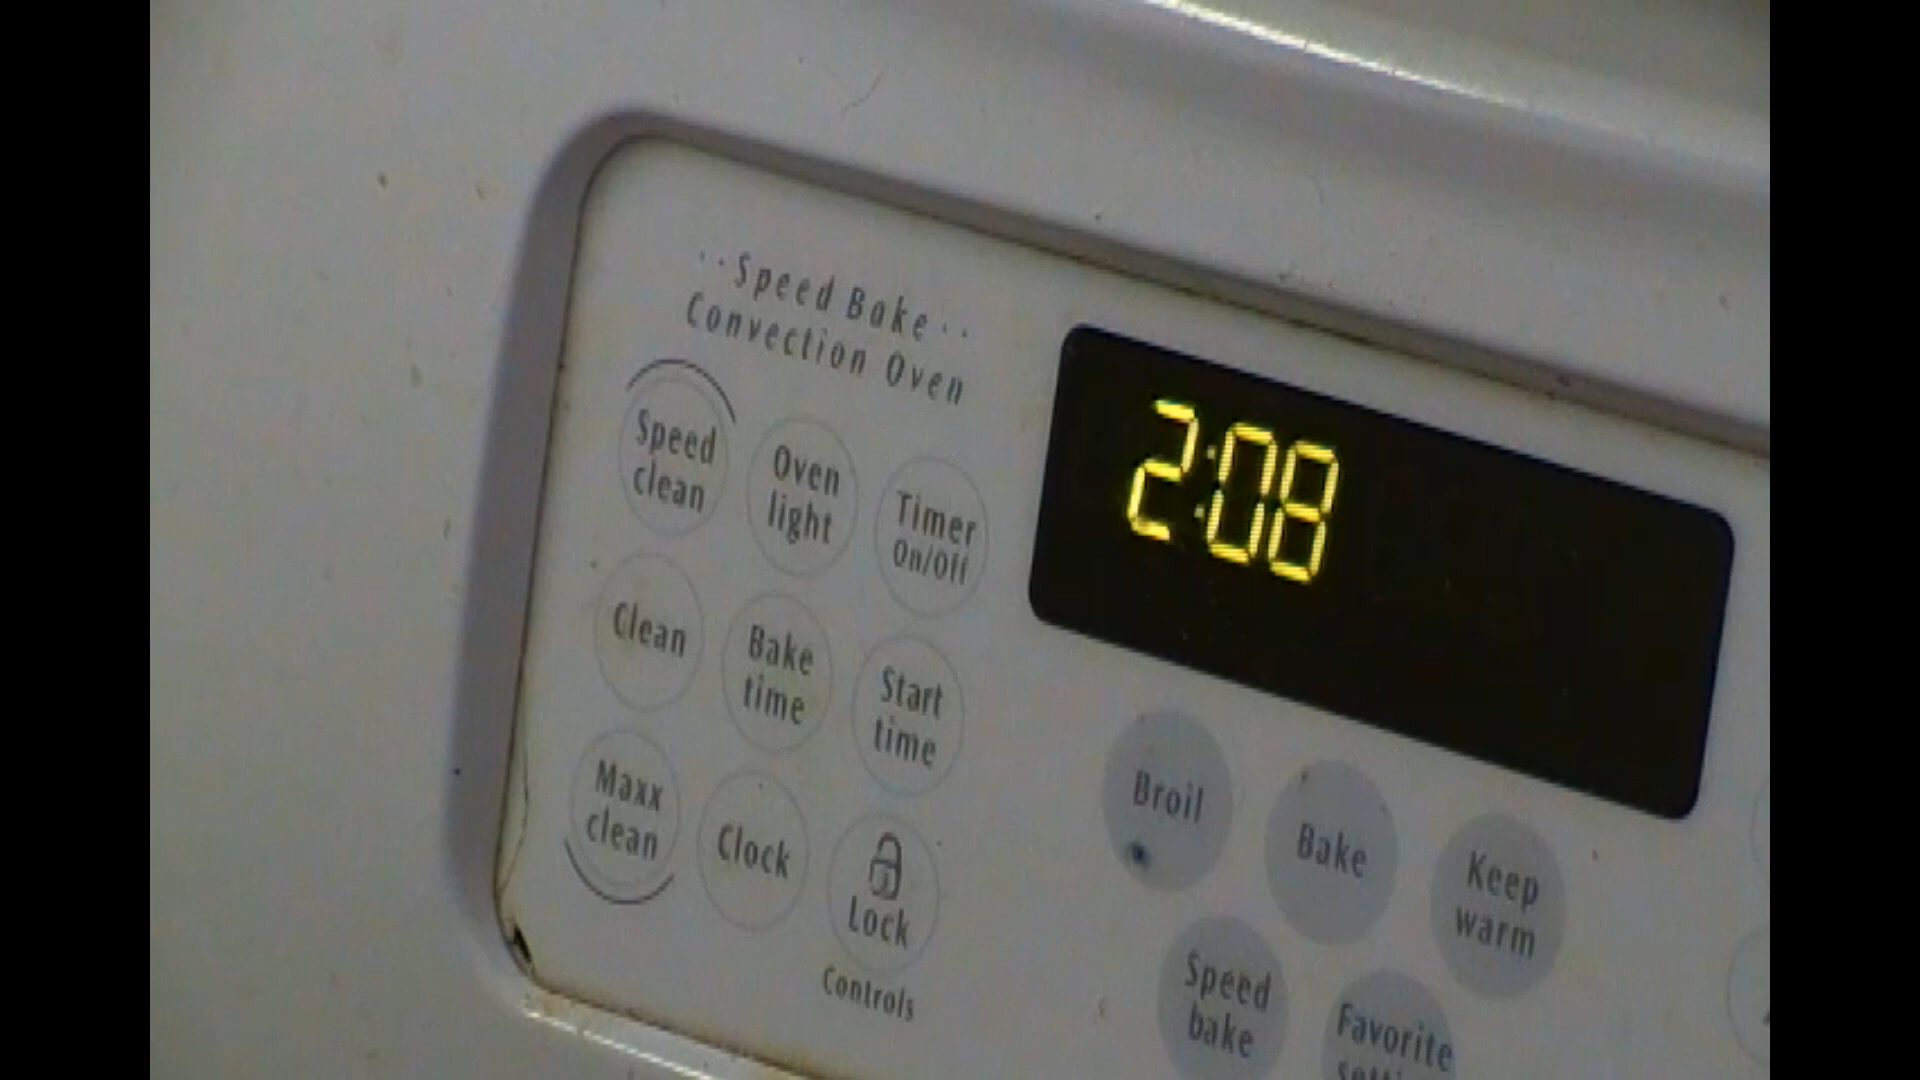 Speed Bake
Convection Oven
Speed
clean
Oven
light
Timer
On/Off
2:08
Clean
Bake
time
Start
time
Maxx
clean
Clock
Lock
Controls
Broil
Bake
Keep
warm
Speed
bake
Favorite